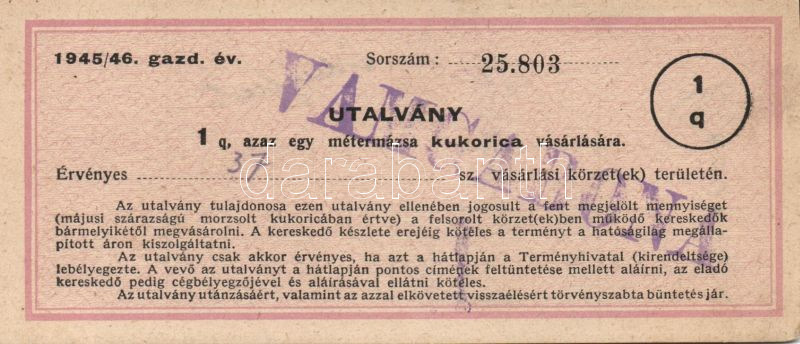 1945/46. gazd. év. Sorszám: 25.803
1
q
UTALVÁNY
1 q, azaz egy métermázsa kukorica vásárlására.
Érvényes 37 sz. vásárlási körzet(ek) területén.
Az utalvány tulajdonosa ezen utalvány ellenében jogosult a fent megjelölt mennyiséget
(májusi szárazságú morzsolt kukoricában értve) a felsorolt körzet(ek)ben működő kereskedők
bármelyikétől megvásárolni. A kereskedő készlete erejéig köteles a terményt a hatóságilag megálla-
pított áron kiszolgáltatni.
Az utalvány csak akkor érvényes, ha azt a hátlapján a Terményhivatal (kirendeltsége)
lebélyegezte. A vevő az utalványt a hátlapján pontos címének feltüntetése mellett aláírni, az eladó
kereskedő pedig cégbélyegzőjével és aláírásával ellátni köteles.
Az utalvány utánzásáért, valamint az azzal elkövetett visszaélésért törvényszabta büntetés jár.
darabanth